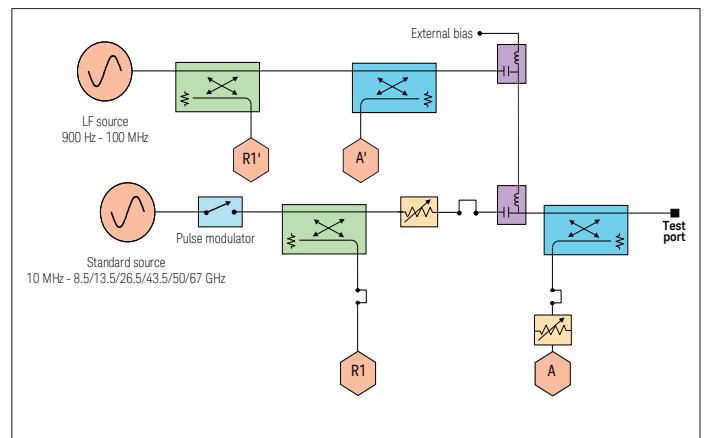 External bias
LF source
900 Hz - 100 MHz
R1'
A'
Pulse modulator
Test
port
Standard source
10 MHz - 8.5/13.5/26.5/43.5/50/67 GHz
R1
A